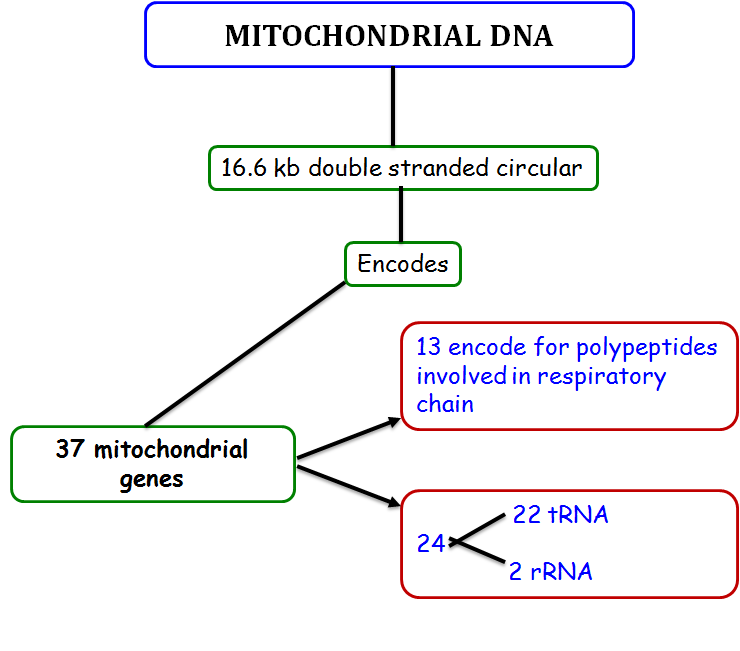 MITOCHONDRIAL DNA
16.6 kb double stranded circular
Encodes
13 encode for polypeptides
involved in respiratory
chain
37 mitochondrial
genes
22 tRNA
24
2 rRNA